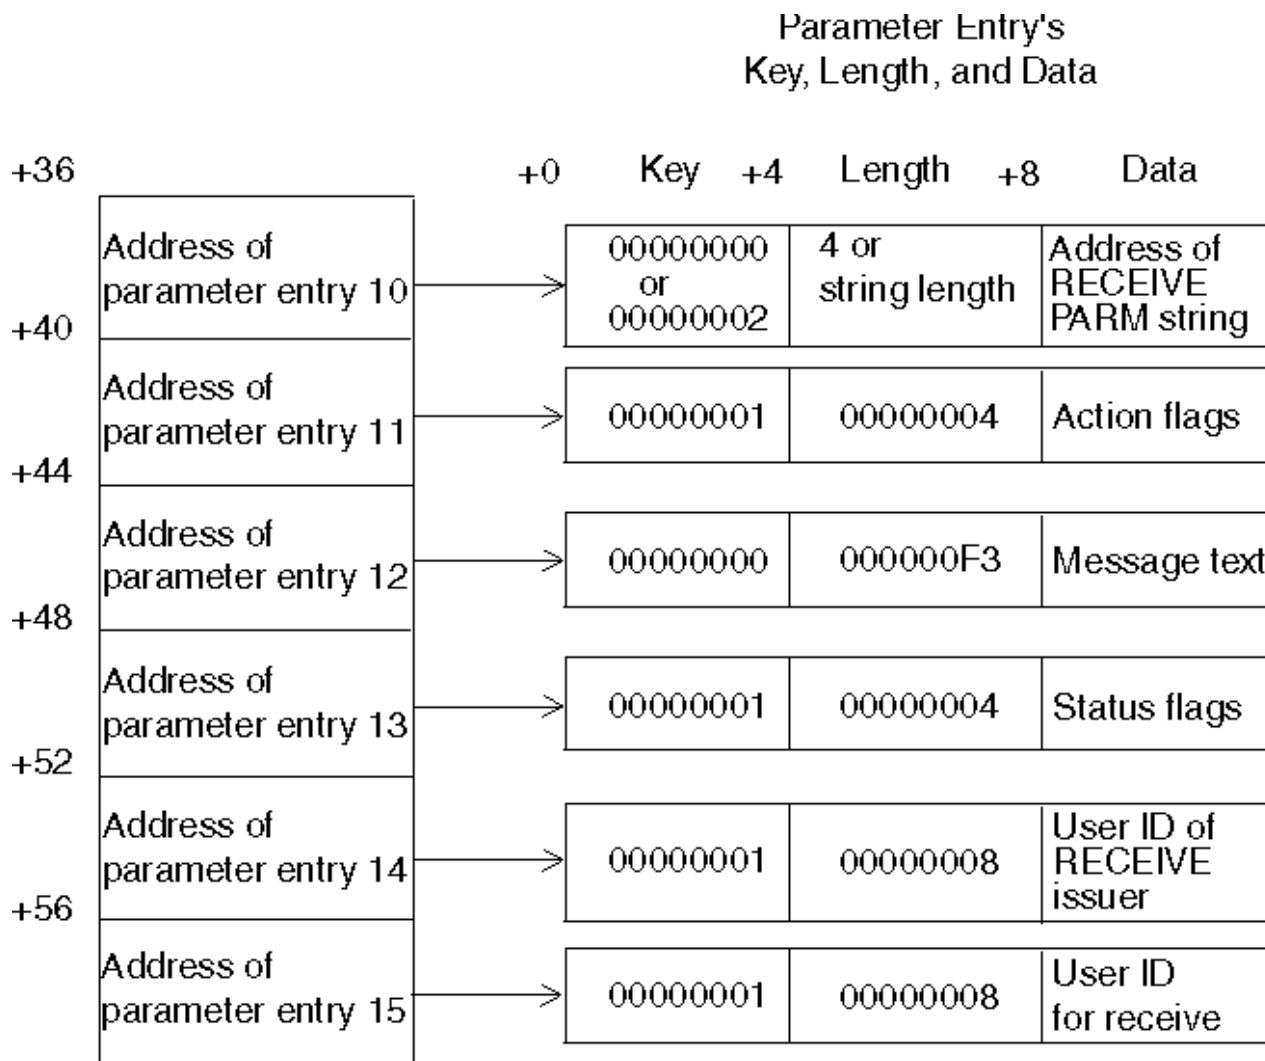 Parameter Entry's
Key, Length, and Data
+36
+0 Key +4 Length +8 Data
Address of
parameter entry 10
00000000
or
00000002
4 or
string length
Address of
RECEIVE
PARM string
+40
Address of
parameter entry 11
00000001
00000004
Action flags
+44
Address of
parameter entry 12
00000000
000000F3
Message text
+48
Address of
parameter entry 13
00000001
00000004
Status flags
+52
Address of
parameter entry 14
00000001
00000008
User ID of
RECEIVE
issuer
+56
Address of
parameter entry 15
00000001
00000008
User ID
for receive